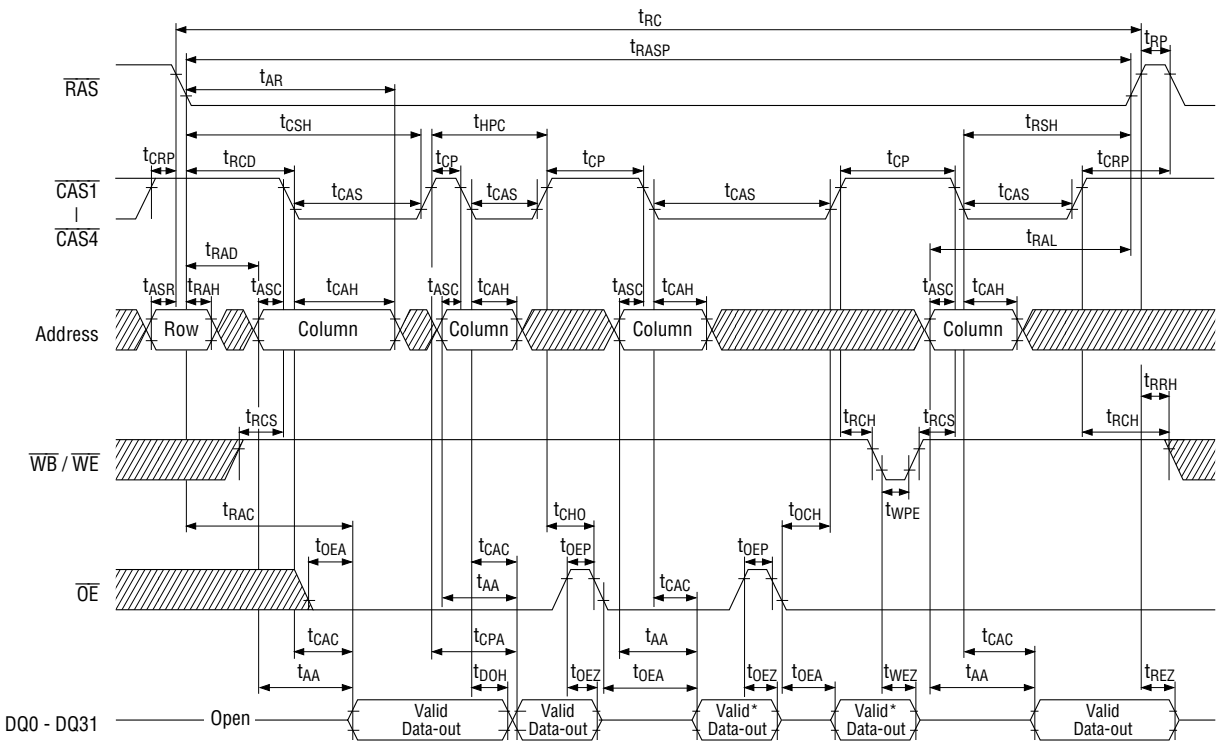 tRC
tRASP
tRP
RAS
tAR
tCSH
tHPC
tRSH
tCRP
tRCD
tCP
tCP
tCP
tCRP
CAS1
|
CAS4
tCAS
tCAS
tCAS
tCAS
tRAD
tRAL
tASR
tRAH
tASC
tCAH
tASC
tCAH
tASC
tCAH
tASC
tCAH
Address
Row
Column
Column
Column
Column
tRRH
tRCS
tRCH
tRCS
tRCH
WB / WE
tWPE
tRAC
tCHO
tOCH
tOEA
tCAC
tOEP
tOEP
OE
tAA
tCAC
tCAC
tCPA
tAA
tCAC
tAA
tDOH
tOEZ
tOEA
tOEZ
tOEA
tWEZ
tAA
tREZ
DQ0 - DQ31
Open
Valid
Data-out
Valid
Data-out
Valid*
Data-out
Valid*
Data-out
Valid
Data-out